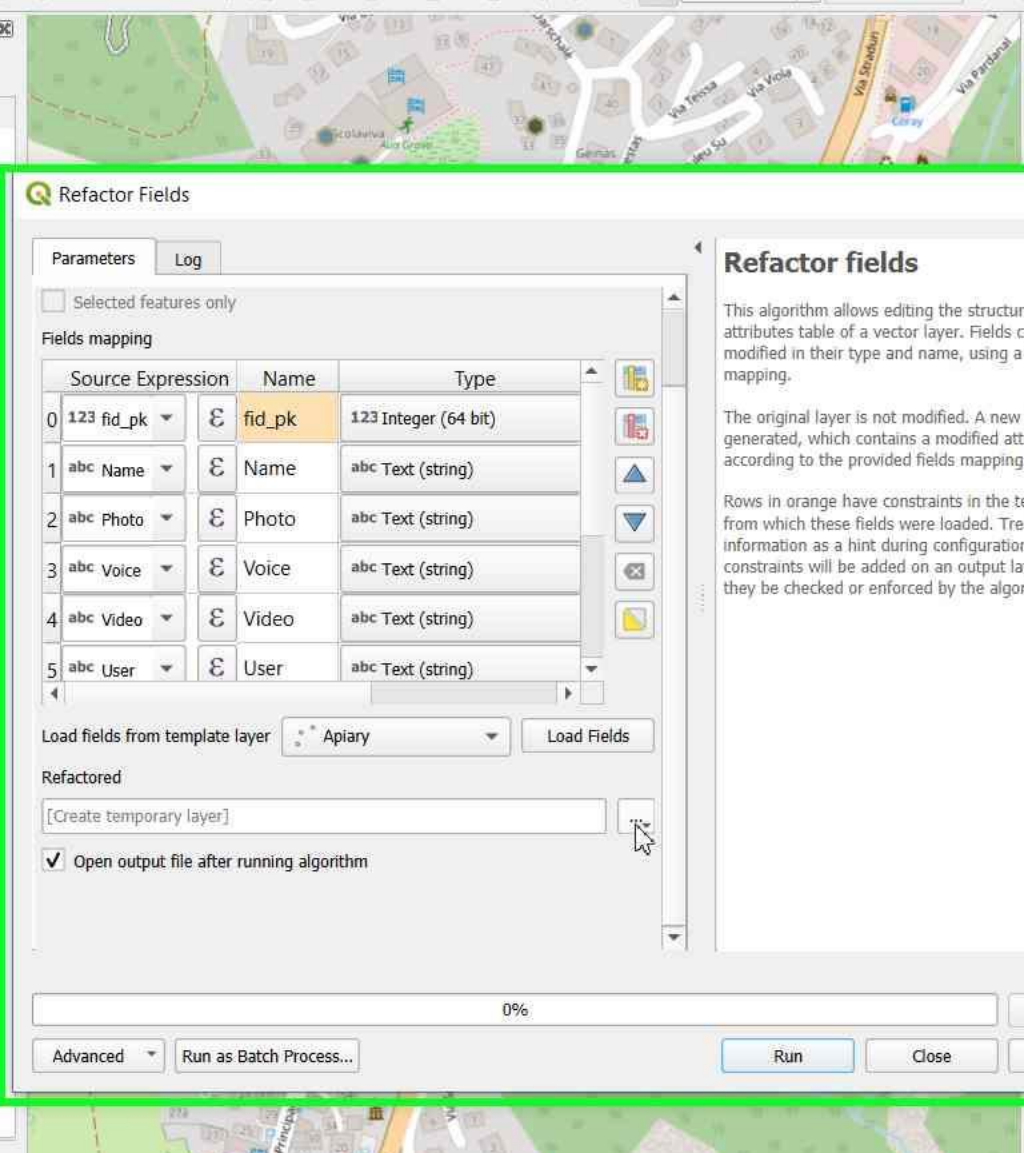 Via Stradun
Via Pardanal
Via Viola
Via Teissa
Coray
Scolaviva
Geinas
Refactor Fields
Parameters
Log
Selected features only
Fields mapping
Source Expression Name Type
0 123 fid_pk ε fid_pk 123 Integer (64 bit)
1 abc Name ε Name abc Text (string)
2 abc Photo ε Photo abc Text (string)
3 abc Voice ε Voice abc Text (string)
4 abc Video ε Video abc Text (string)
5 abc User ε User abc Text (string)
Load fields from template layer Apiary Load Fields
Refactored
[Create temporary layer]
...
Open output file after running algorithm
Refactor fields
This algorithm allows editing the structur
attributes table of a vector layer. Fields c
modified in their type and name, using a
mapping.
The original layer is not modified. A new
generated, which contains a modified att
according to the provided fields mapping
Rows in orange have constraints in the te
from which these fields were loaded. Tre
information as a hint during configuration
constraints will be added on an output la
they be checked or enforced by the algor
0%
Advanced Run as Batch Process... Run Close
Principa